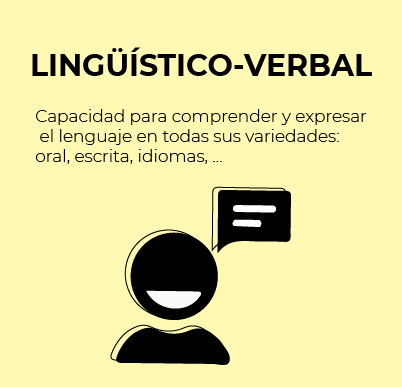 LINGÜÍSTICO-VERBAL
Capacidad para comprender y expresar
el lenguaje en todas sus variedades:
oral, escrita, idiomas, ...